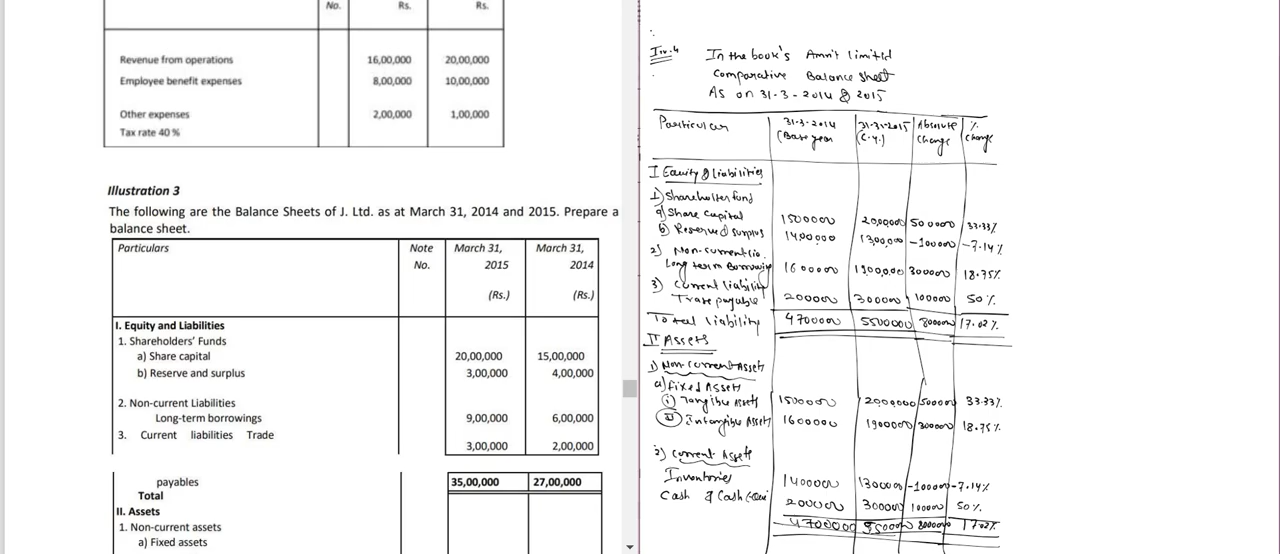 No. Rs. Rs.
Revenue from operations 16,00,000 20,00,000
Employee benefit expenses 8,00,000 10,00,000
Other expenses 2,00,000 1,00,000
Tax rate 40 %
Illustration 3
The following are the Balance Sheets of J. Ltd. as at March 31, 2014 and 2015. Prepare a
balance sheet.
Particulars Note No. March 31, 2015 (Rs.) March 31, 2014 (Rs.)
I. Equity and Liabilities
1. Shareholders' Funds
a) Share capital 20,00,000 15,00,000
b) Reserve and surplus 3,00,000 4,00,000
2. Non-current Liabilities
Long-term borrowings 9,00,000 6,00,000
3. Current liabilities Trade 3,00,000 2,00,000
payables 35,00,000 27,00,000
Total
II. Assets
1. Non-current assets
a) Fixed assets
In the book's Amrit limited
Comparative Balance sheet
As on 31-3-2014 & 2015
Particular 31-3-2014 (Base year 31-3-2015 (C.Y.) Absolute change % change
I Equity & Liabilities
1) Shareholder fund
a) Share Capital 1500000 2000000 500000 33.33%
b) Reserve d surplus 1400000 1300000 -100000 -7.14%
2) Non-current lia.
Long term Borrowing 1600000 1900000 300000 18.75%
3) Current liability
Trade payable 200000 300000 100000 50%
Total liability 4700000 5500000 800000 17.02%
II Assets
1) Non-Current Assets
a) Fixed Assets
(i) Tangible Assets 1500000 2000000 500000 33.33%
(ii) Intangible Assets 1600000 1900000 300000 18.75%
2) Current Assets
Inventories 1400000 1300000 -100000 -7.14%
Cash & Cash 200000 300000 100000 50%
4700000 5500000 800000 17.02%